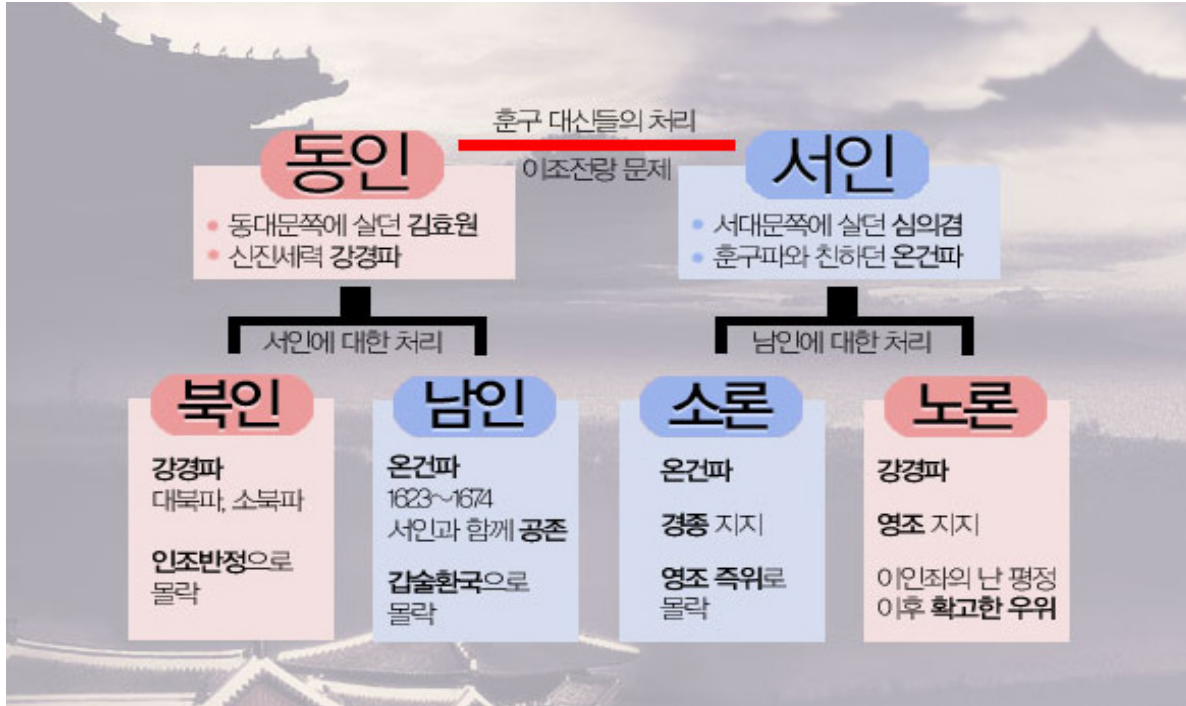 훈구 대신들의 처리
이조전랑 문제
동인
동대문쪽에 살던 김효원
신진세력 강경파
서인
서대문쪽에 살던 심의겸
훈구파와 친하던 온건파
서인에 대한 처리
남인에 대한 처리
북인
강경파
대북파, 소북파
인조반정으로
몰락
남인
온건파
1623~1674
서인과 함께 공존
갑술환국으로
몰락
소론
온건파
경종 지지
영조 즉위로
몰락
노론
강경파
영조 지지
이인좌의 난 평정
이후 확고한 우위